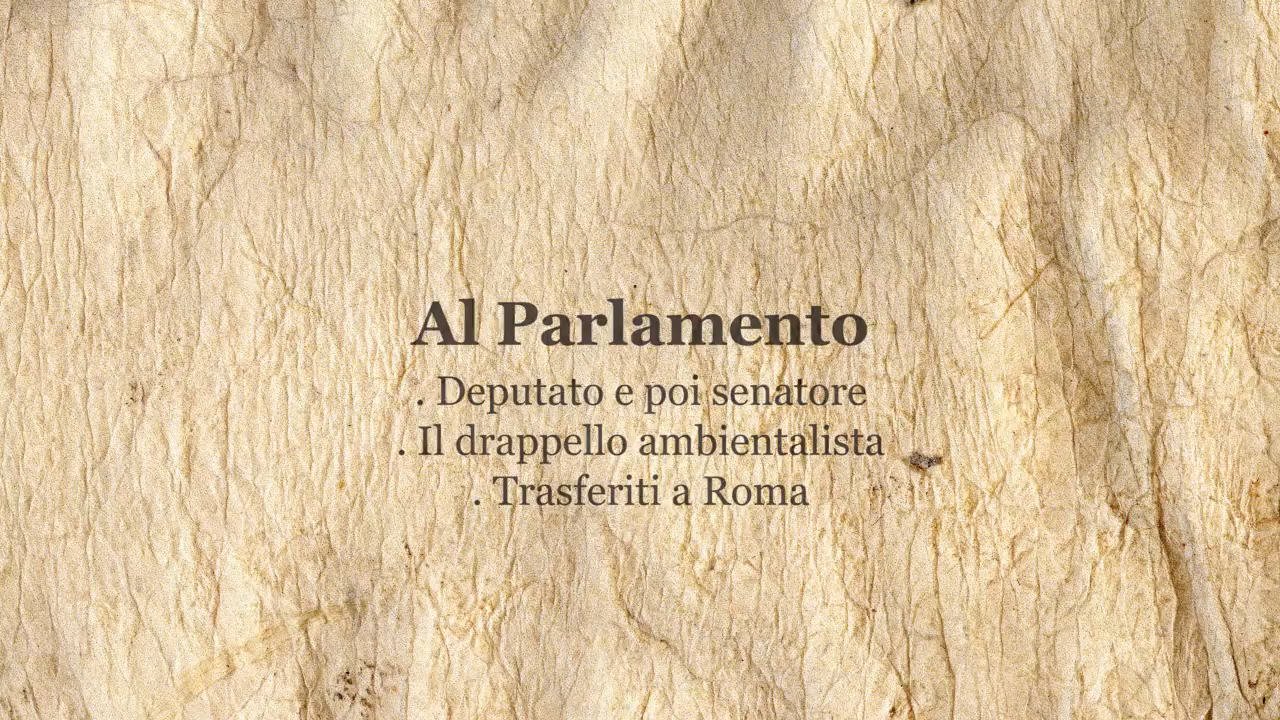 Al Parlamento
. Deputato e poi senatore
. Il drappello ambientalista
. Trasferiti a Roma